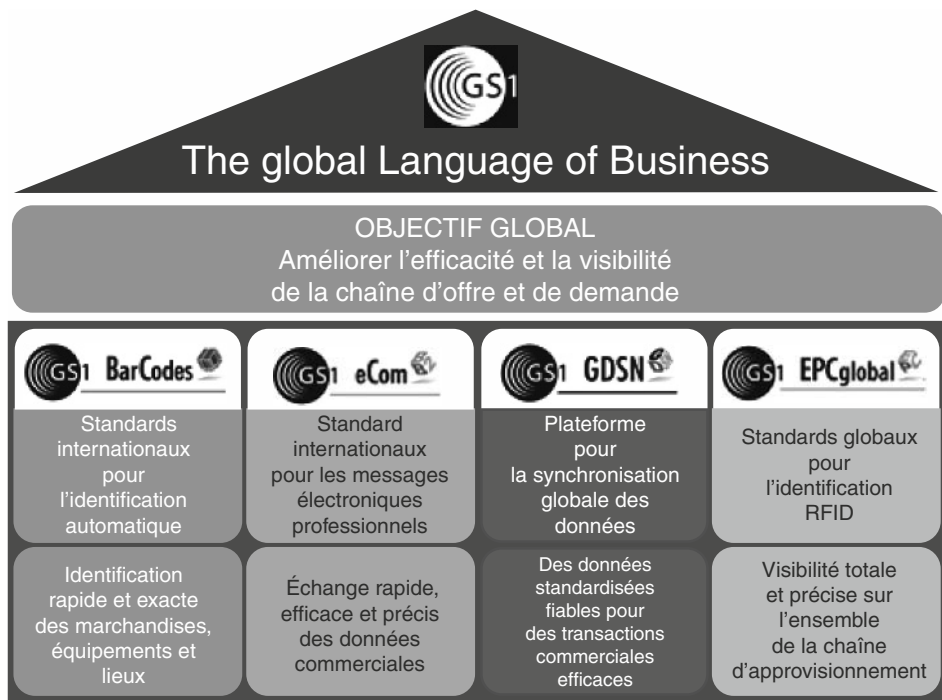 GS1
The global Language of Business
OBJECTIF GLOBAL
Améliorer l'efficacité et la visibilité
de la chaîne d'offre et de demande
GS1 BarCodes
Standards
internationaux
pour
l'identification
automatique
Identification
rapide et exacte
des marchandises,
équipements et
lieux
GS1 eCom
Standard
internationaux
pour les messages
électroniques
professionnels
Échange rapide,
efficace et précis
des données
commerciales
GS1 GDSN
Plateforme
pour
la synchronisation
globale des
données
Des données
standardisées
fiables pour
des transactions
commerciales
efficaces
GS1 EPCglobal
Standards globaux
pour
l'identification
RFID
Visibilité totale
et précise sur
l'ensemble
de la chaîne
d'approvisionnement